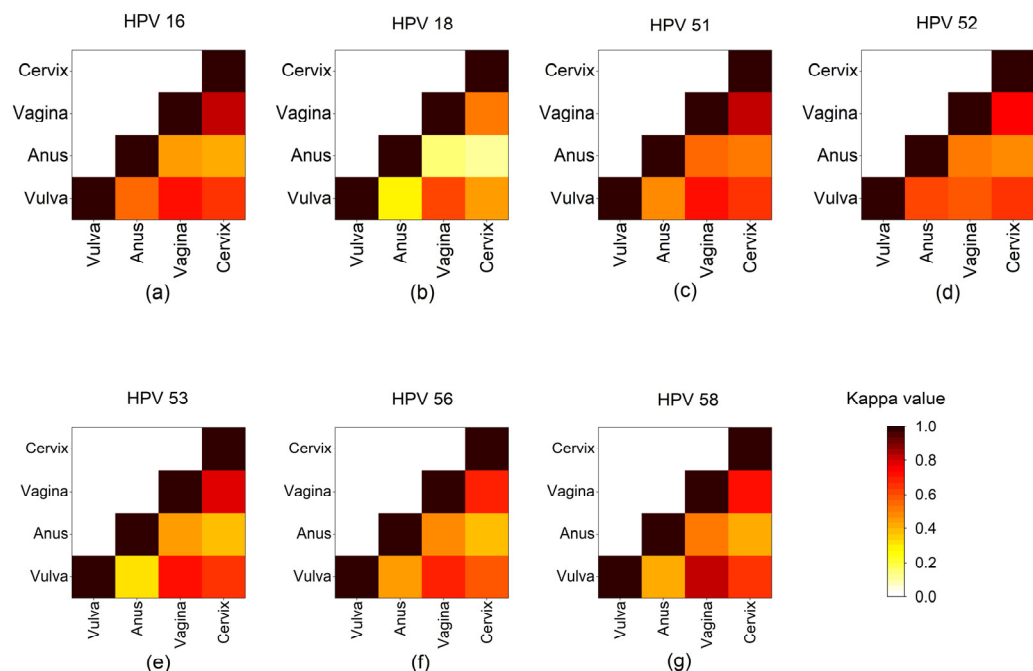 HPV 16
HPV 18
HPV 51
HPV 52
Cervix
Vagina
Anus
Vulva
Vulva
Anus
Vagina
Cervix
(a)
Cervix
Vagina
Anus
Vulva
Vulva
Anus
Vagina
Cervix
(b)
Cervix
Vagina
Anus
Vulva
Vulva
Anus
Vagina
Cervix
(c)
Cervix
Vagina
Anus
Vulva
Vulva
Anus
Vagina
Cervix
(d)
HPV 53
HPV 56
HPV 58
Kappa value
Cervix
Vagina
Anus
Vulva
Vulva
Anus
Vagina
Cervix
(e)
Cervix
Vagina
Anus
Vulva
Vulva
Anus
Vagina
Cervix
(f)
Cervix
Vagina
Anus
Vulva
Vulva
Anus
Vagina
Cervix
(g)
1.0
0.8
0.6
0.4
0.2
0.0